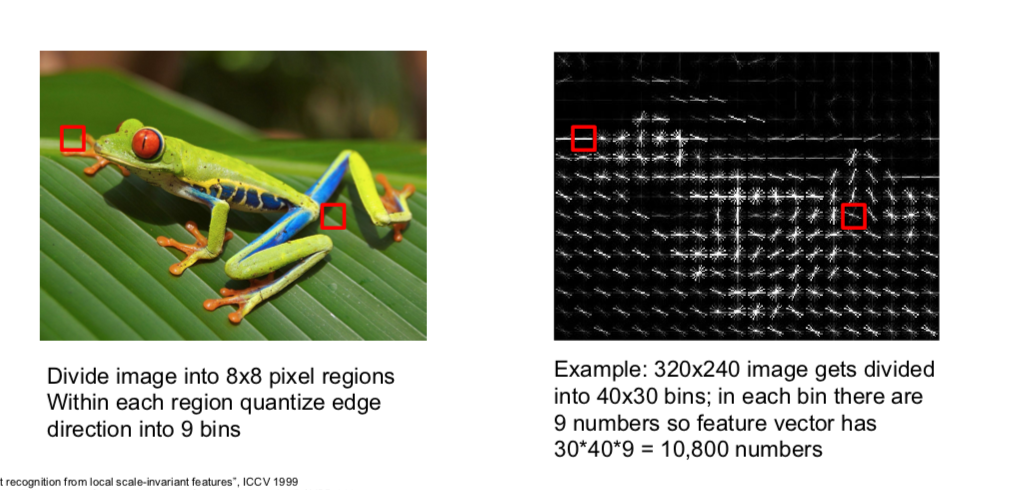 Divide image into 8x8 pixel regions
Within each region quantize edge
direction into 9 bins
Example: 320x240 image gets divided
into 40x30 bins; in each bin there are
9 numbers so feature vector has
30*40*9 = 10,800 numbers
t recognition from local scale-invariant features", ICCV 1999